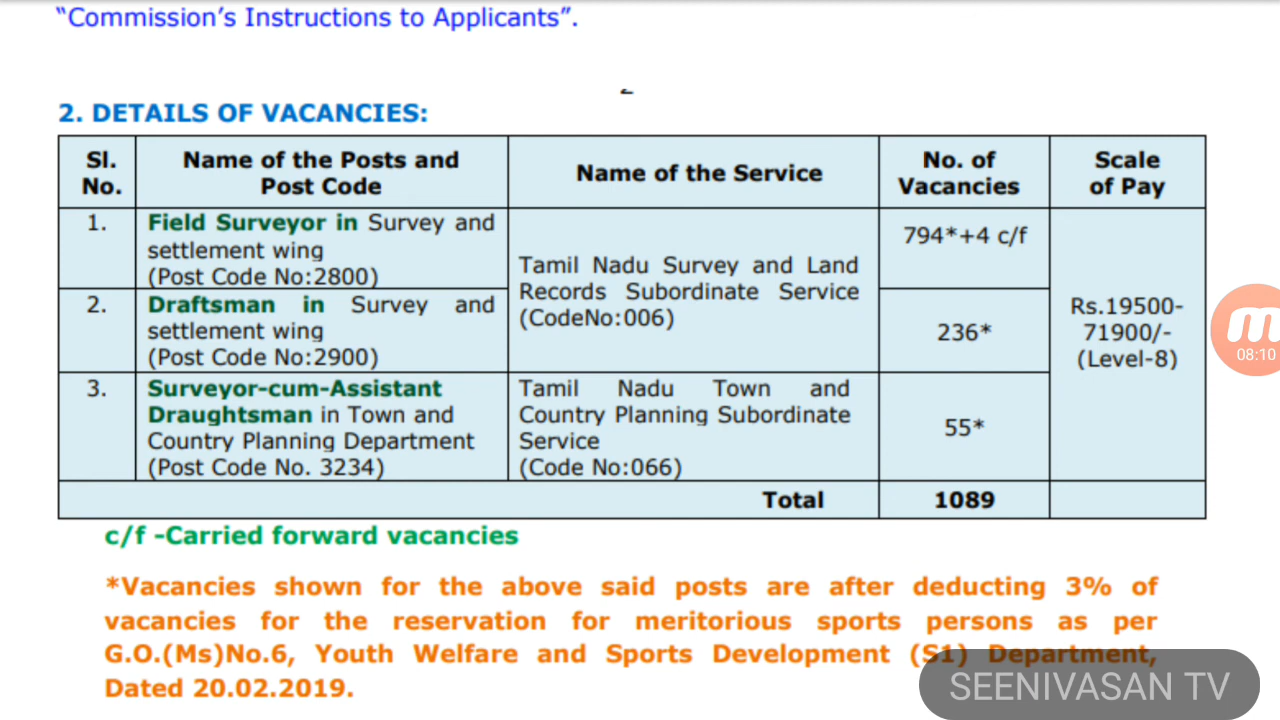 “Commission’s Instructions to Applicants”.
2. DETAILS OF VACANCIES:
Sl. No.
Name of the Posts and Post Code
Name of the Service
No. of Vacancies
Scale of Pay
1.
Field Surveyor in Survey and
settlement wing
(Post Code No:2800)
Tamil Nadu Survey and Land
Records Subordinate Service
(CodeNo:006)
794*+4 c/f
Rs.19500-
71900/-
(Level-8)
2.
Draftsman in Survey and
settlement wing
(Post Code No:2900)
236*
3.
Surveyor-cum-Assistant
Draughtsman in Town and
Country Planning Department
(Post Code No. 3234)
Tamil Nadu Town and
Country Planning Subordinate
Service
(Code No:066)
55*
Total 1089
c/f -Carried forward vacancies
*Vacancies shown for the above said posts are after deducting 3% of
vacancies for the reservation for meritorious sports persons as per
G.O.(Ms)No.6, Youth Welfare and Sports Development (S1) Department,
Dated 20.02.2019.
08:10
SEENIVASAN TV